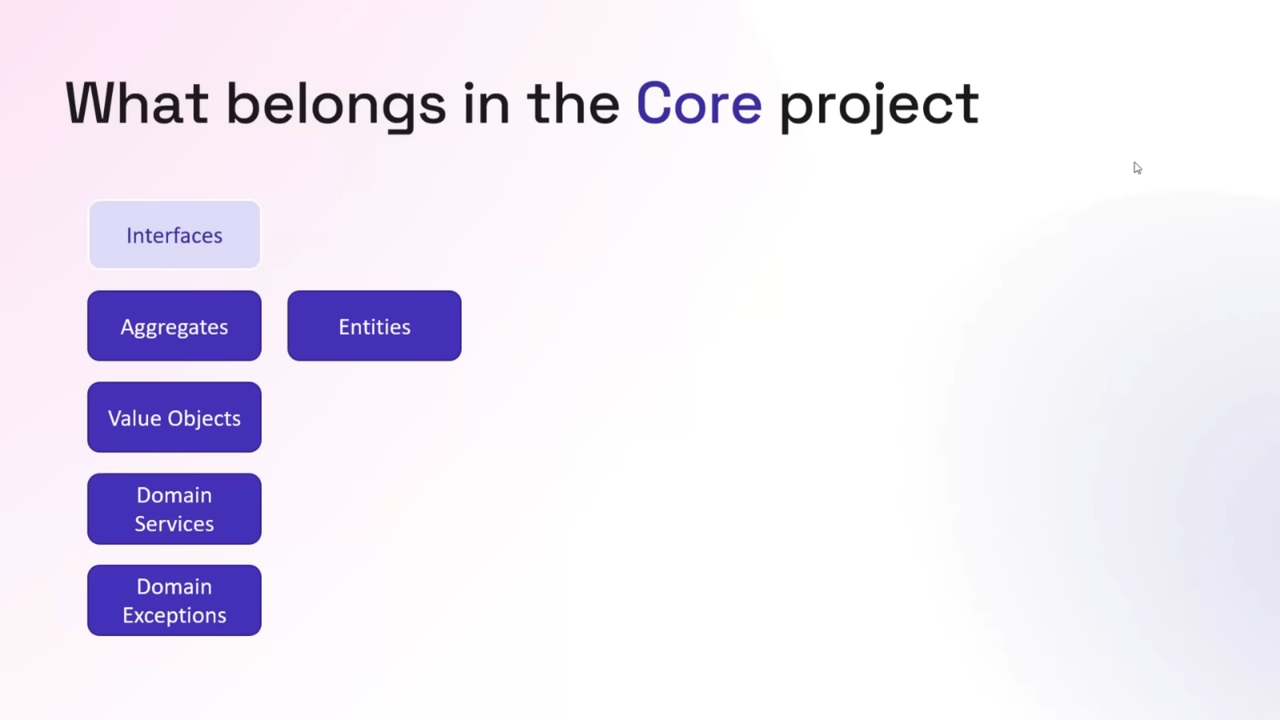 What belongs in the Core project
Interfaces
Aggregates
Entities
Value Objects
Domain
Services
Domain
Exceptions